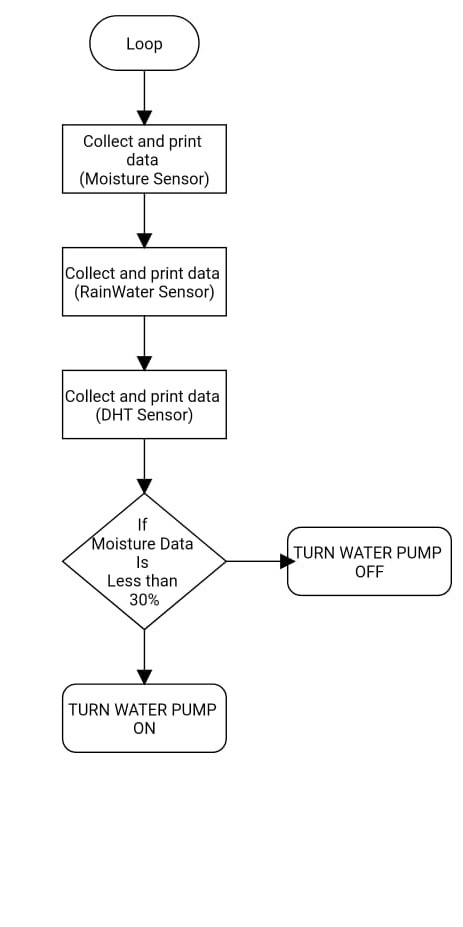 Loop
Collect and print
data
(Moisture Sensor)
Collect and print data
(RainWater Sensor)
Collect and print data
(DHT Sensor)
If
Moisture Data
Is
Less than
30%
TURN WATER PUMP
OFF
TURN WATER PUMP
ON